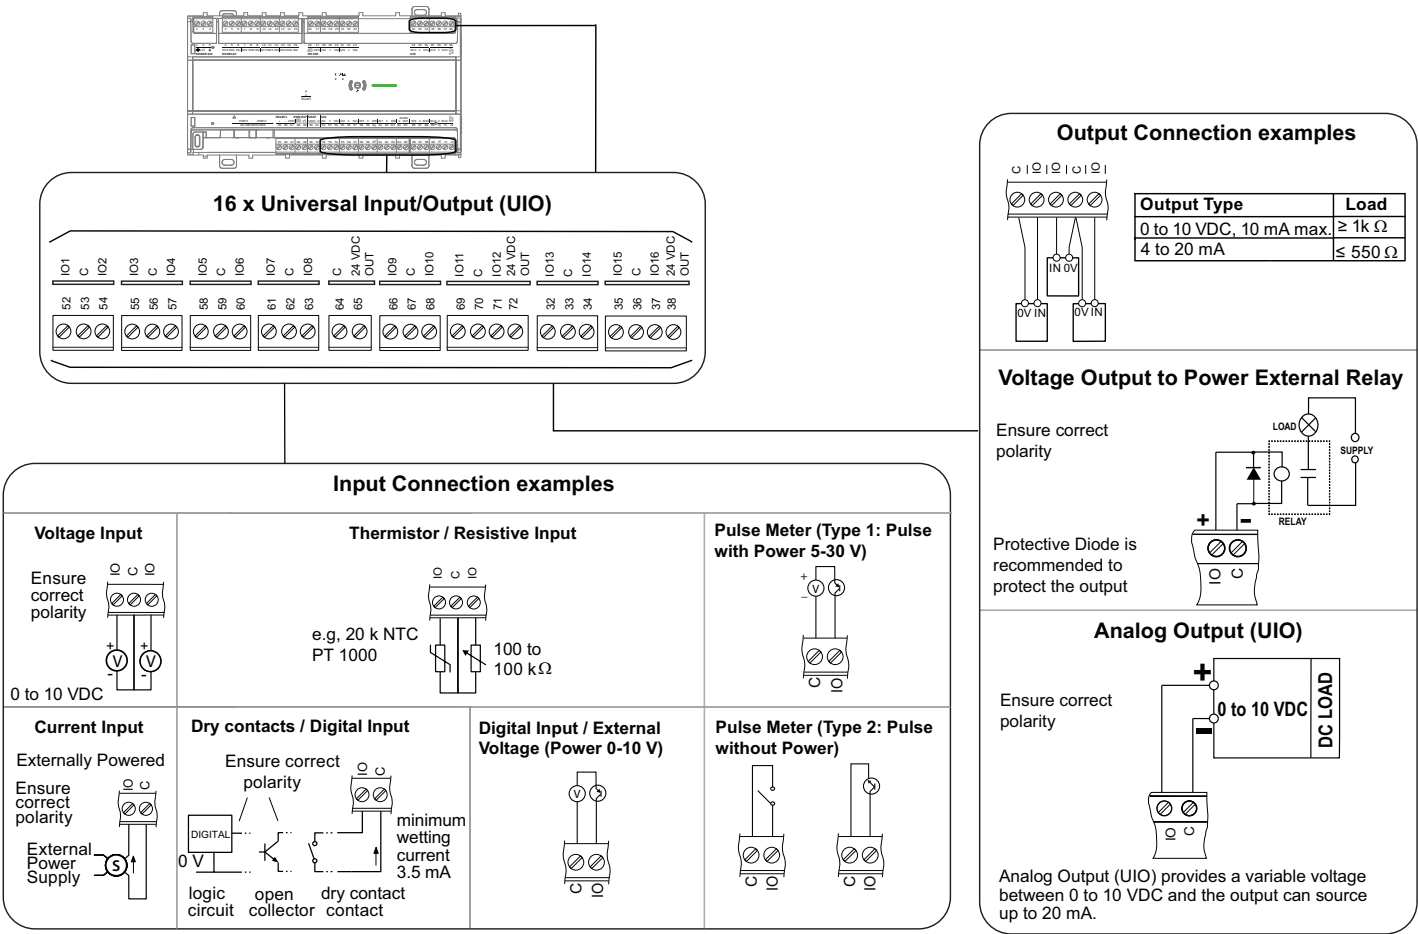 16 x Universal Input/Output (UIO)
IO1 C IO2 IO3 C IO4 IO5 C IO6 IO7 C IO8 C 24 VDC OUT IO9 C IO10 IO11 C IO12 24 VDC OUT IO13 C IO14 IO15 C IO16 24 VDC OUT
52 53 54 55 56 57 58 59 60 61 62 63 64 65 66 67 68 69 70 71 72 32 33 34 35 36 37 38
Input Connection examples
Voltage Input
Ensure
correct
polarity
IO C IO
+ +
V V
- -
0 to 10 VDC
Thermistor / Resistive Input
IO C IO
e.g, 20 k NTC
PT 1000
100 to
100 kΩ
Pulse Meter (Type 1: Pulse
with Power 5-30 V)
+
V
–
C IO
Current Input
Externally Powered
Ensure
correct
polarity
IO C
External
Power
Supply
S
Dry contacts / Digital Input
Ensure correct
polarity
IO C
DIGITAL
0 V
minimum
wetting
current
3.5 mA
logic
circuit
open
collector
dry contact
contact
Digital Input / External
Voltage (Power 0-10 V)
V
C IO
Pulse Meter (Type 2: Pulse
without Power)
C IO
C IO
Output Connection examples
C IO IO C IO
IN 0V
0V IN
0V IN
Output Type Load
0 to 10 VDC, 10 mA max. ≥ 1k Ω
4 to 20 mA ≤ 550 Ω
Voltage Output to Power External Relay
Ensure correct
polarity
LOAD
SUPPLY
RELAY
+ -
IO C
Protective Diode is
recommended to
protect the output
Analog Output (UIO)
Ensure correct
polarity
+
0 to 10 VDC
-
DC LOAD
IO C
Analog Output (UIO) provides a variable voltage
between 0 to 10 VDC and the output can source
up to 20 mA.